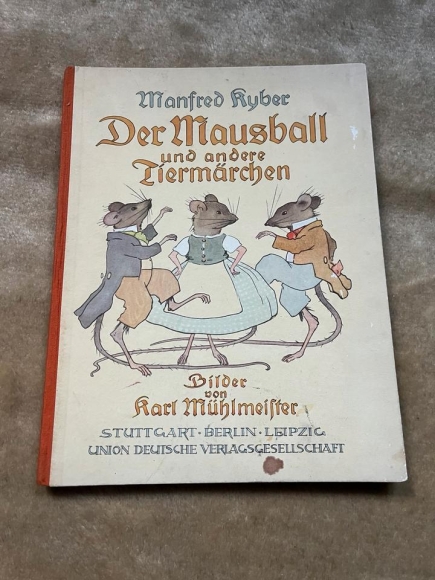 Manfred Kyber
Der Mausball
und andere
Tiermärchen
Bilder
von
Karl Mühlmeister
STUTTGART · BERLIN · LEIPZIG
UNION DEUTSCHE VERLAGSGESELLSCHAFT